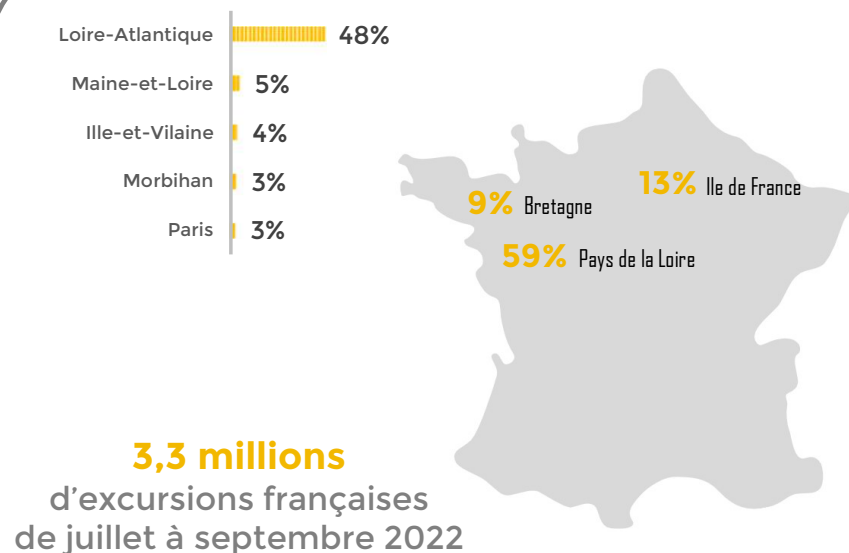 Loire-Atlantique 48%
Maine-et-Loire 5%
Ille-et-Vilaine 4%
Morbihan 3%
Paris 3%
13% Ile de France
9% Bretagne
59% Pays de la Loire
3,3 millions
d'excursions françaises
de juillet à septembre 2022